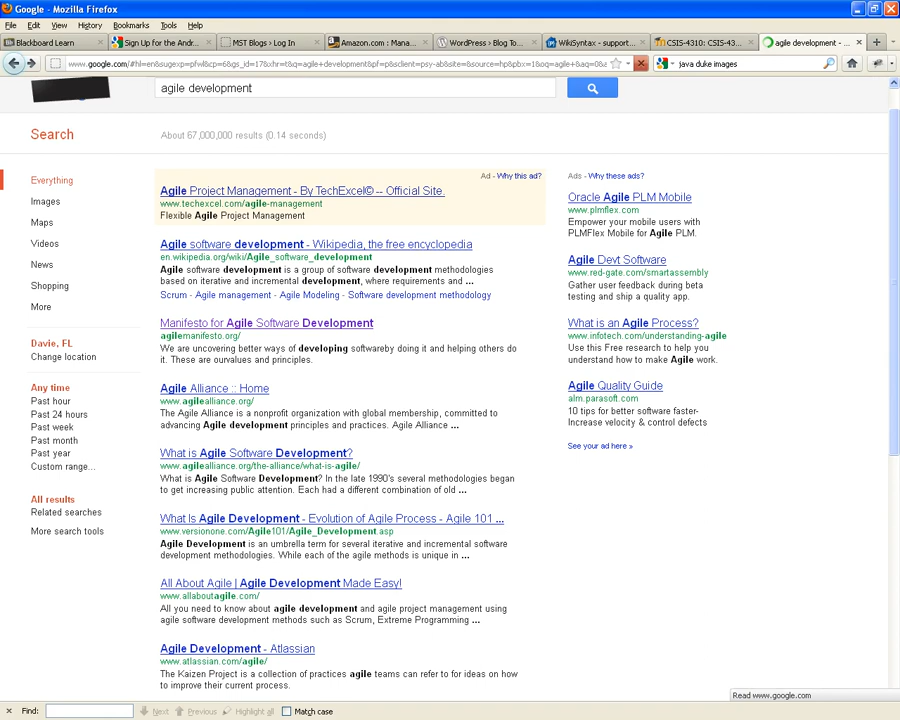 Google - Mozilla Firefox
File Edit View History Bookmarks Tools Help
Blackboard Learn
Sign Up for the Andr...
MST Blogs › Log In
Amazon.com : Mana...
WordPress › Blog To...
WikiSyntax - support...
CSIS-4310: CSIS-43...
agile development - ...
java duke images
agile development
Search
About 67,000,000 results (0.14 seconds)
Everything
Images
Maps
Videos
News
Shopping
More
Davie, FL
Change location
Any time
Past hour
Past 24 hours
Past week
Past month
Past year
Custom range...
All results
Related searches
More search tools
Ad - Why this ad?
Agile Project Management - By TechExcel© -- Official Site.
www.techexcel.com/agile-management
Flexible Agile Project Management
Agile software development - Wikipedia, the free encyclopedia
en.wikipedia.org/wiki/Agile_software_development
Agile software development is a group of software development methodologies
based on iterative and incremental development, where requirements and ...
Scrum - Agile management - Agile Modeling - Software development methodology
Manifesto for Agile Software Development
agilemanifesto.org/
We are uncovering better ways of developing softwareby doing it and helping others do
it. These are ourvalues and principles.
Agile Alliance :: Home
www.agilealliance.org/
The Agile Alliance is a nonprofit organization with global membership, committed to
advancing Agile development principles and practices. Agile Alliance ...
What is Agile Software Development?
www.agilealliance.org/the-alliance/what-is-agile/
What is Agile Software Development? In the late 1990's several methodologies began
to get increasing public attention. Each had a different combination of old ...
What Is Agile Development - Evolution of Agile Process - Agile 101 ...
www.versionone.com/Agile101/Agile_Development.asp
Agile Development is an umbrella term for several iterative and incremental software
development methodologies. While each of the agile methods is unique in ...
All About Agile | Agile Development Made Easy!
www.allaboutagile.com/
All you need to know about agile development and agile project management using
agile software development methods such as Scrum, Extreme Programming ...
Agile Development - Atlassian
www.atlassian.com/agile/
The Kaizen Project is a collection of practices agile teams can refer to for ideas on how
to improve their current process.
Ads - Why these ads?
Oracle Agile PLM Mobile
www.plmflex.com
Empower your mobile users with
PLMFlex Mobile for Agile PLM.
Agile Devt Software
www.red-gate.com/smartassembly
Gather user feedback during beta
testing and ship a quality app.
What is an Agile Process?
www.infotech.com/understanding-agile
Use this Free research to help you
understand how to make Agile work.
Agile Quality Guide
alm.parasoft.com
10 tips for better software faster-
Increase velocity & control defects
See your ad here »
Read www.google.com
Find: Next Previous Highlight all Match case